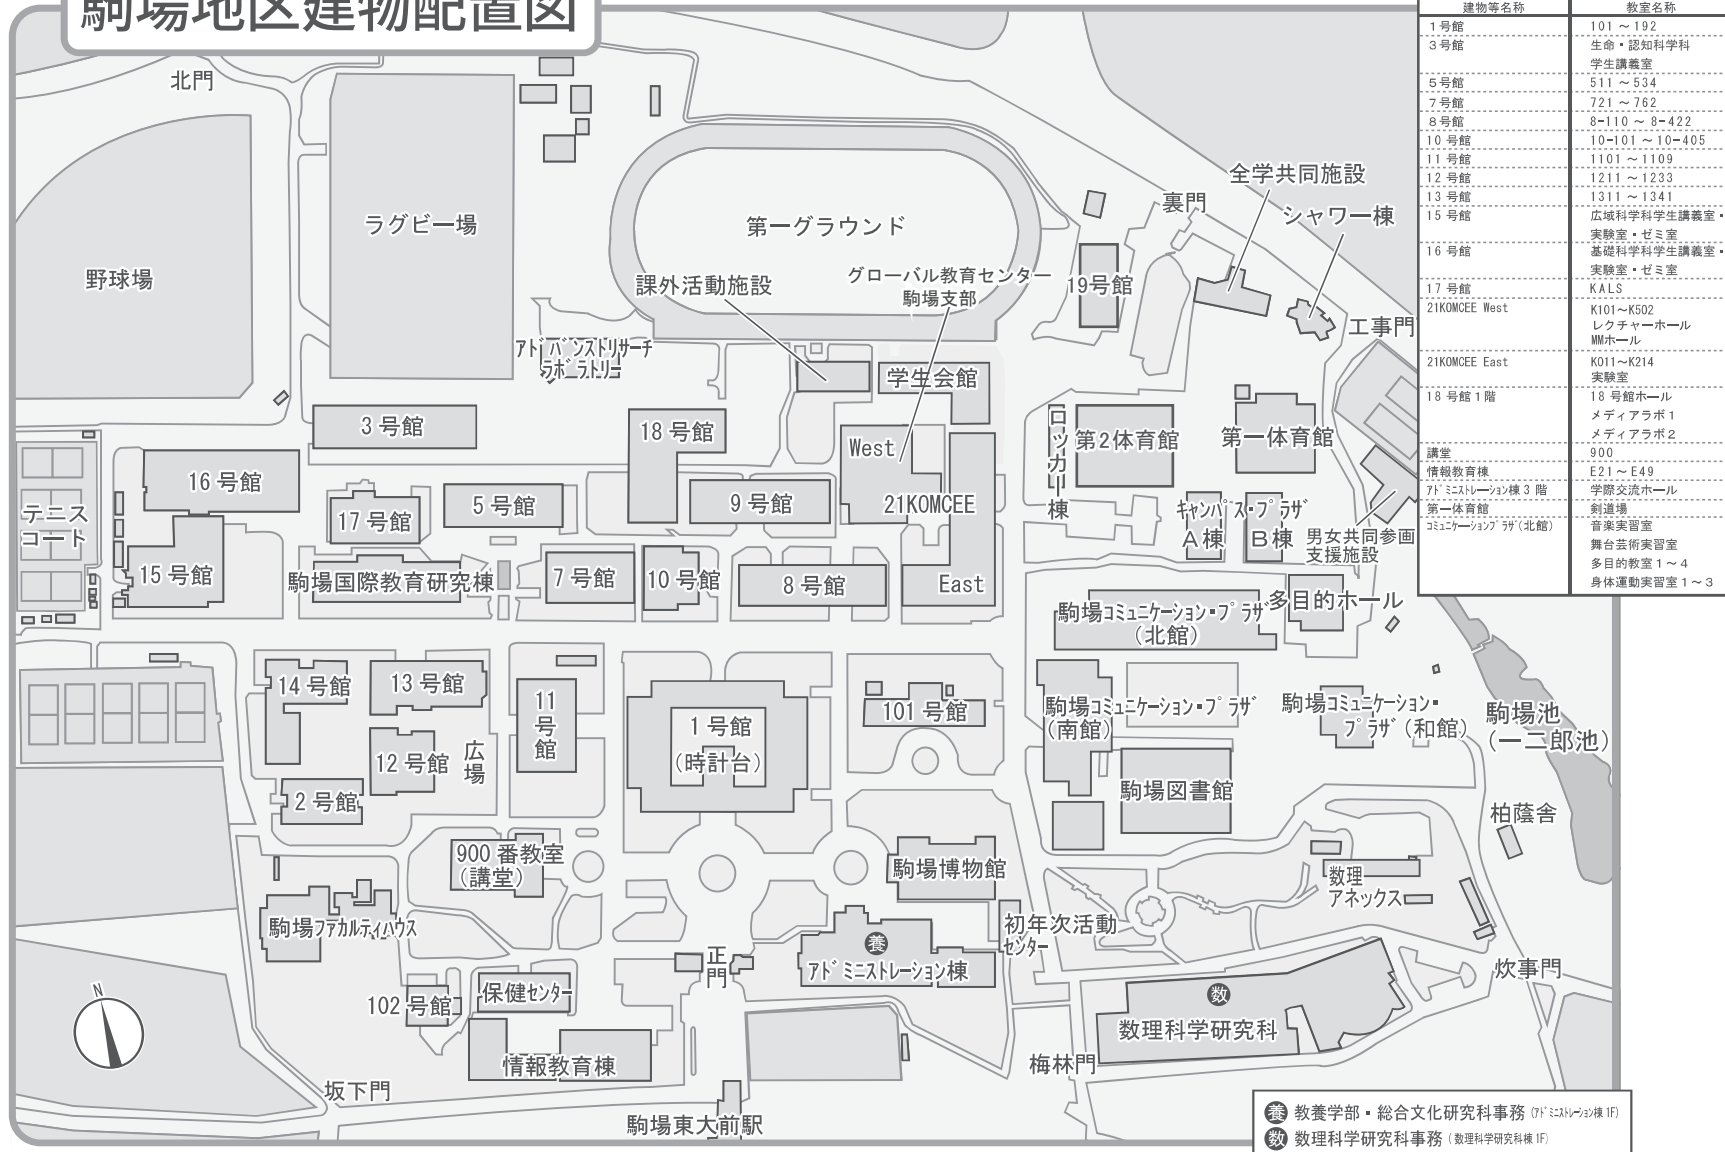 駒場地区建物配置図
建物等名称 教室名称
1号館 101 ～ 192
3号館 生命・認知科学科
学生講義室
5号館 511 ～ 534
7号館 721 ～ 762
8号館 8-110 ～ 8-422
10号館 10-101 ～ 10-405
11号館 1101 ～ 1109
12号館 1211 ～ 1233
13号館 1311 ～ 1341
15号館 広域科学科学生講義室・
実験室・ゼミ室
16号館 基礎科学科学生講義室・
実験室・ゼミ室
17号館 KALS
21KOMCEE West K101～K502
レクチャーホール
MMホール
21KOMCEE East K011～K214
実験室
18号館1階 18号館ホール
メディアラボ1
メディアラボ2
講堂 900
情報教育棟 E21～E49
ｱﾄﾞﾐﾆｽﾄﾚｰｼｮﾝ棟3階 学際交流ホール
第一体育館 剣道場
ｺﾐｭﾆｹｰｼｮﾝﾌﾟﾗｻﾞ(北館) 音楽実習室
舞台芸術実習室
多目的教室1～4
身体運動実習室1～3
北門
ラグビー場
野球場
第一グラウンド
課外活動施設
グローバル教育センター
駒場支部
全学共同施設
シャワー棟
裏門
19号館
工事門
ｱﾄﾞﾊﾞﾝｽﾄﾞﾘｻｰﾁ
ﾗﾎﾞﾗﾄﾘｰ
学生会館
3号館
18号館
West
ロッカー棟
第2体育館
第一体育館
16号館
テニス
コート
17号館
5号館
9号館
21KOMCEE
ｷｬﾝﾊﾟｽ・ﾌﾟﾗｻﾞ
A棟
B棟
男女共同参画
支援施設
15号館
駒場国際教育研究棟
7号館
10号館
8号館
East
駒場ｺﾐｭﾆｹｰｼｮﾝ・ﾌﾟﾗｻﾞ
(北館)
多目的ホール
14号館
13号館
11号館
1号館
(時計台)
101号館
駒場ｺﾐｭﾆｹｰｼｮﾝ・ﾌﾟﾗｻﾞ
(南館)
駒場ｺﾐｭﾆｹｰｼｮﾝ・
ﾌﾟﾗｻﾞ(和館)
駒場池
(一二郎池)
12号館
広場
2号館
駒場図書館
柏蔭舎
900番教室
(講堂)
駒場博物館
数理
アネックス
駒場ﾌｧｶﾙﾃｨﾊｳｽ
初年次活動
ｾﾝﾀｰ
養
ｱﾄﾞﾐﾆｽﾄﾚｰｼｮﾝ棟
正門
炊事門
102号館
保健ｾﾝﾀｰ
数
数理科学研究科
N
情報教育棟
梅林門
坂下門
駒場東大前駅
養 教養学部・総合文化研究科事務(ｱﾄﾞﾐﾆｽﾄﾚｰｼｮﾝ棟1F)
数 数理科学研究科事務(数理科学研究科棟1F)